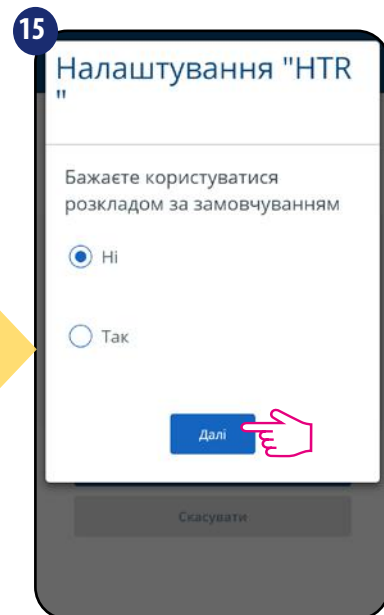 15
Налаштування "HTR
"
Бажаєте користуватися
розкладом за замовчуванням
Ні
Так
Далі
Скасувати